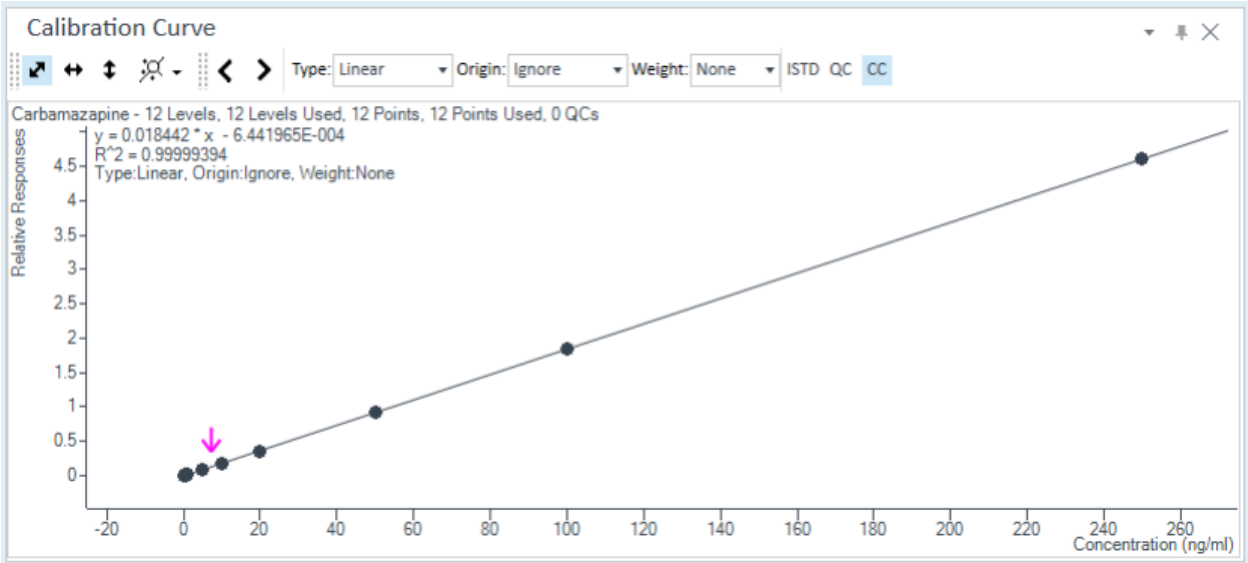 Calibration Curve
Type: Linear Origin: Ignore Weight: None ISTD QC CC
Carbamazapine - 12 Levels, 12 Levels Used, 12 Points, 12 Points Used, 0 QCs
y = 0.018442 * x - 6.441965E-004
R^2 = 0.99999394
Type:Linear, Origin:Ignore, Weight:None
Relative Responses
4.5
4
3.5
3
2.5
2
1.5
1
0.5
0
-20 0 20 40 60 80 100 120 140 160 180 200 220 240 260
Concentration (ng/ml)